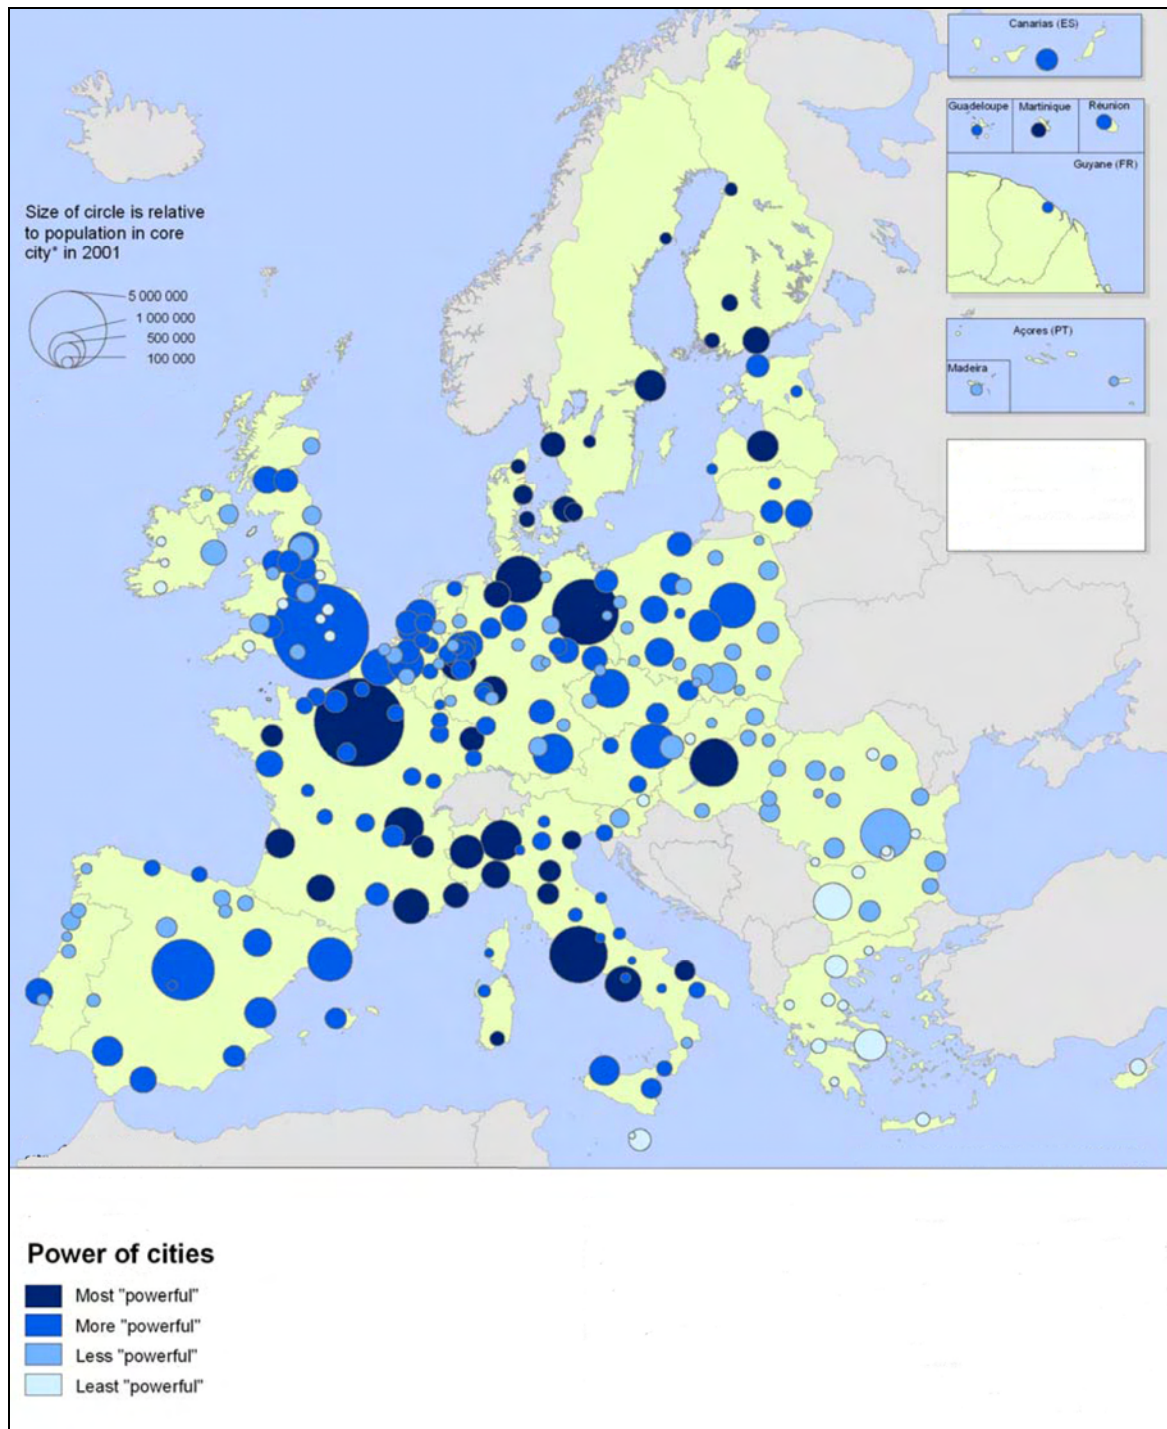 Canarias (ES)
Guadeloupe
Martinique
Réunion
Guyane (FR)
Size of circle is relative
to population in core
city* in 2001
5 000 000
1 000 000
500 000
100 000
Açores (PT)
Madeira
Power of cities
Most "powerful"
More "powerful"
Less "powerful"
Least "powerful"